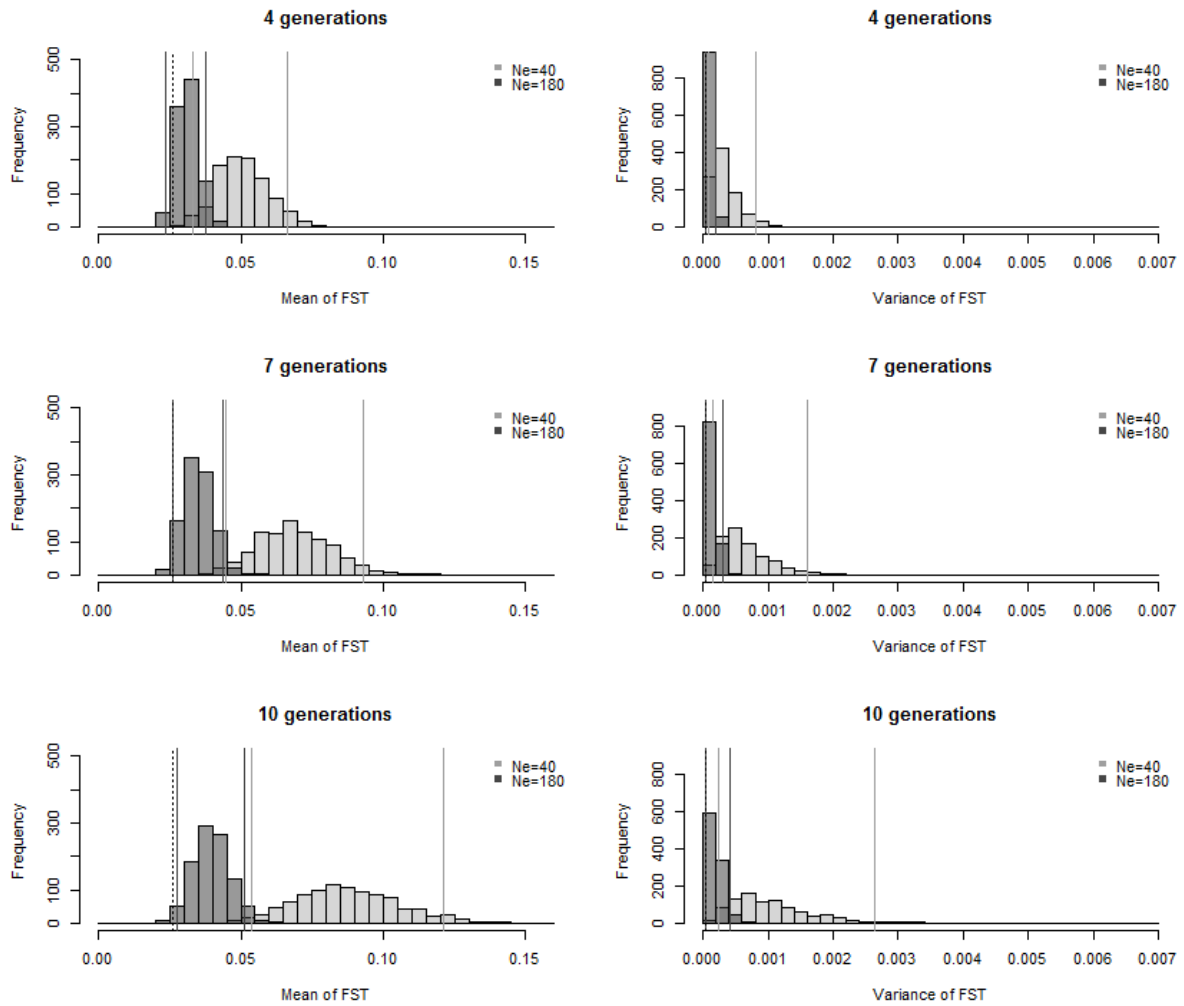 4 generations
Frequency
0
100
300
500
Ne=40
Ne=180
0.00 0.05 0.10 0.15
Mean of FST
4 generations
Frequency
0
200
400
600
800
Ne=40
Ne=180
0.000 0.001 0.002 0.003 0.004 0.005 0.006 0.007
Variance of FST
7 generations
Frequency
0
100
300
500
Ne=40
Ne=180
0.00 0.05 0.10 0.15
Mean of FST
7 generations
Frequency
0
200
400
600
800
Ne=40
Ne=180
0.000 0.001 0.002 0.003 0.004 0.005 0.006 0.007
Variance of FST
10 generations
Frequency
0
100
300
500
Ne=40
Ne=180
0.00 0.05 0.10 0.15
Mean of FST
10 generations
Frequency
0
200
400
600
800
Ne=40
Ne=180
0.000 0.001 0.002 0.003 0.004 0.005 0.006 0.007
Variance of FST